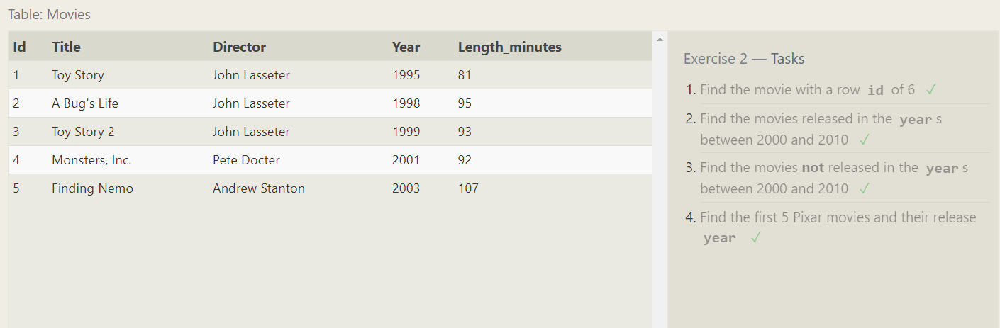 Table: Movies
Id Title Director Year Length_minutes
1 Toy Story John Lasseter 1995 81
2 A Bug's Life John Lasseter 1998 95
3 Toy Story 2 John Lasseter 1999 93
4 Monsters, Inc. Pete Docter 2001 92
5 Finding Nemo Andrew Stanton 2003 107
Exercise 2 — Tasks
1. Find the movie with a row id of 6 ✓
2. Find the movies released in the year s
between 2000 and 2010 ✓
3. Find the movies not released in the year s
between 2000 and 2010 ✓
4. Find the first 5 Pixar movies and their release
year ✓